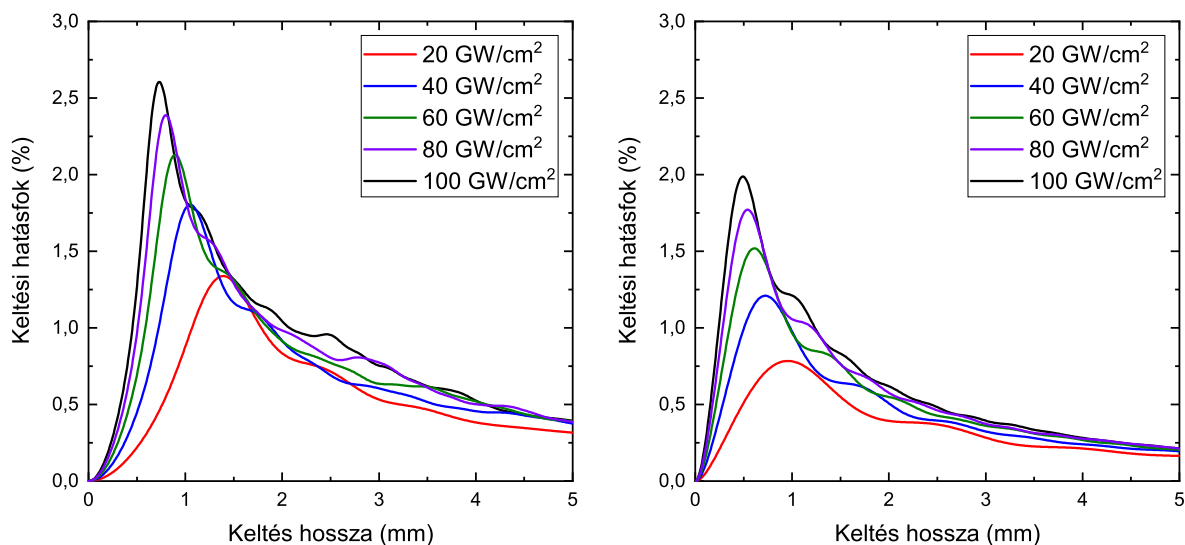 3,0
2,5
2,0
1,5
1,0
0,5
0,0
Keltési hatásfok (%)
20 GW/cm²
40 GW/cm²
60 GW/cm²
80 GW/cm²
100 GW/cm²
0 1 2 3 4 5
Keltés hossza (mm)
3,0
2,5
2,0
1,5
1,0
0,5
0,0
Keltési hatásfok (%)
20 GW/cm²
40 GW/cm²
60 GW/cm²
80 GW/cm²
100 GW/cm²
0 1 2 3 4 5
Keltés hossza (mm)